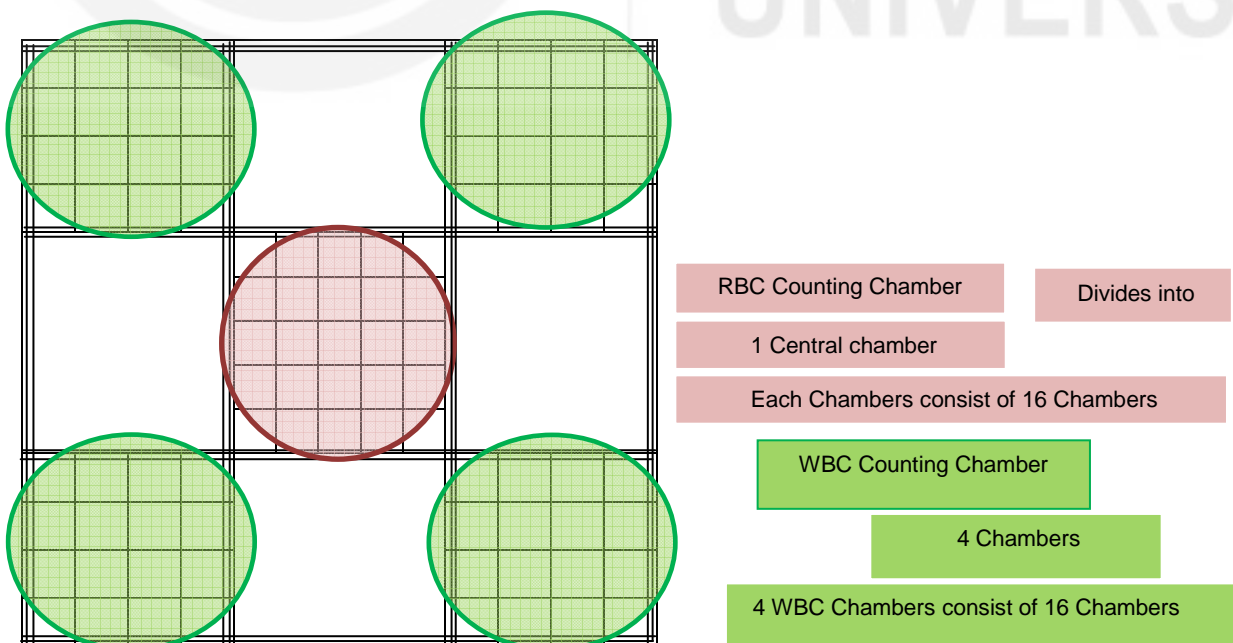 UNIVERS
RBC Counting Chamber
Divides into
1 Central chamber
Each Chambers consist of 16 Chambers
WBC Counting Chamber
4 Chambers
4 WBC Chambers consist of 16 Chambers